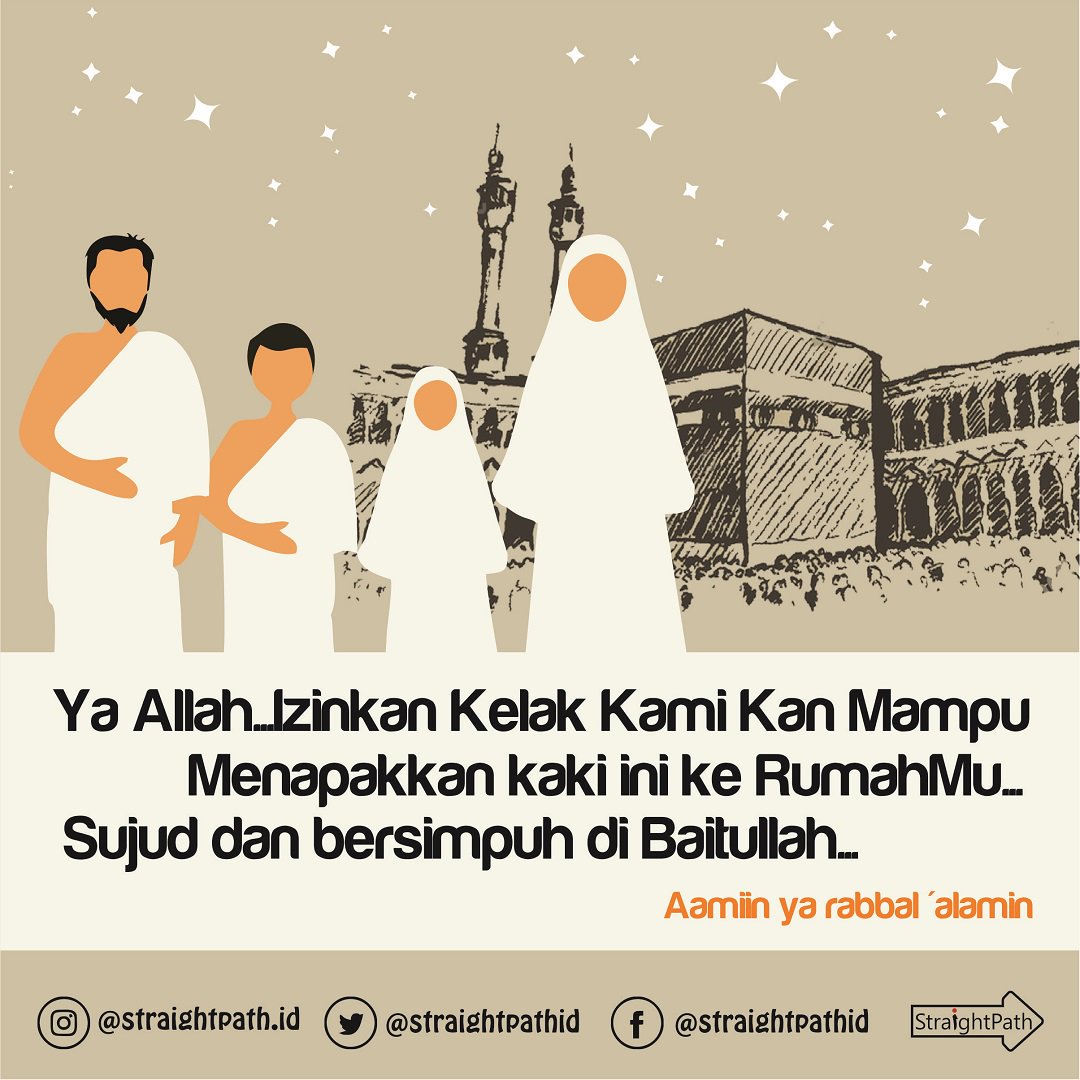 Ya Allah...Izinkan Kelak Kami Kan Mampu
Menapakkan kaki ini ke RumahMu...
Sujud dan bersimpuh di Baitullah...
Aamiin ya rabbal ´alamin
@straightpath.id @straightpathid @straightpathid StraightPath